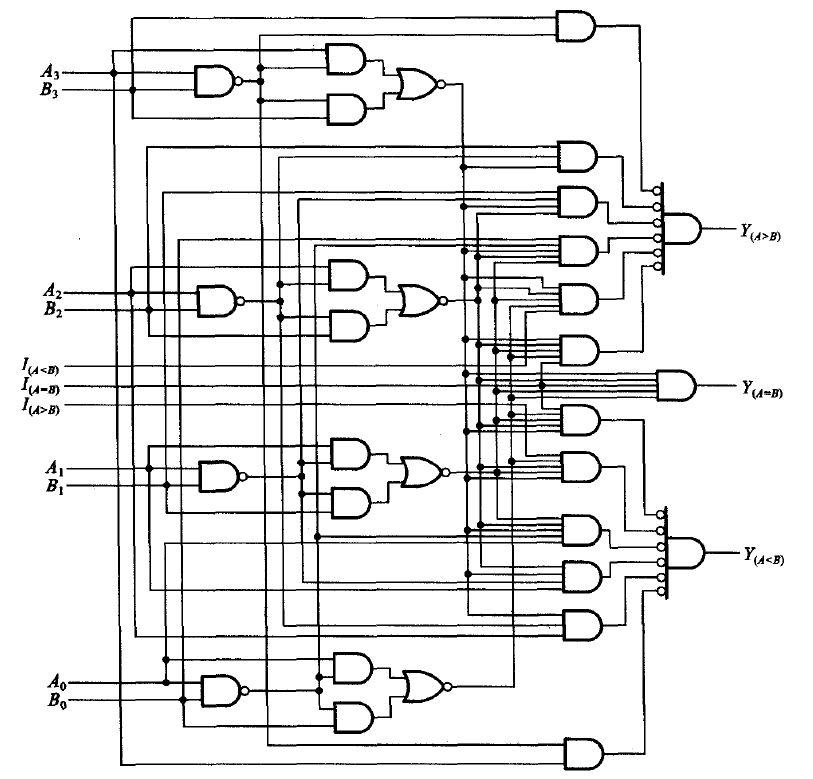 A3
B3
Y(A>B)
A2
B2
I(A<B)
I(A=B)
Y(A=B)
I(A>B)
A1
B1
Y(A<B)
A0
B0